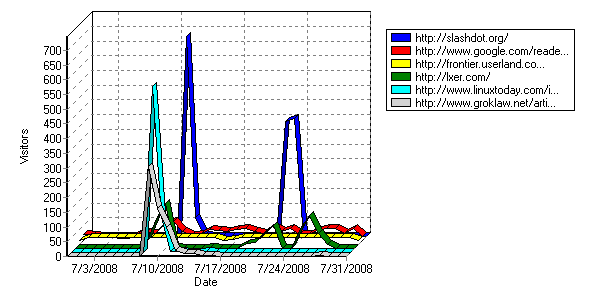 750
700
650
600
550
500
450
400
350
300
250
200
150
100
50
0
Visitors
7/3/2008 7/10/2008 7/17/2008 7/24/2008 7/31/2008
Date
http://slashdot.org/
http://www.google.com/reade...
http://frontier.userland.co...
http://lxer.com/
http://www.linuxtoday.com/i...
http://www.groklaw.net/arti...